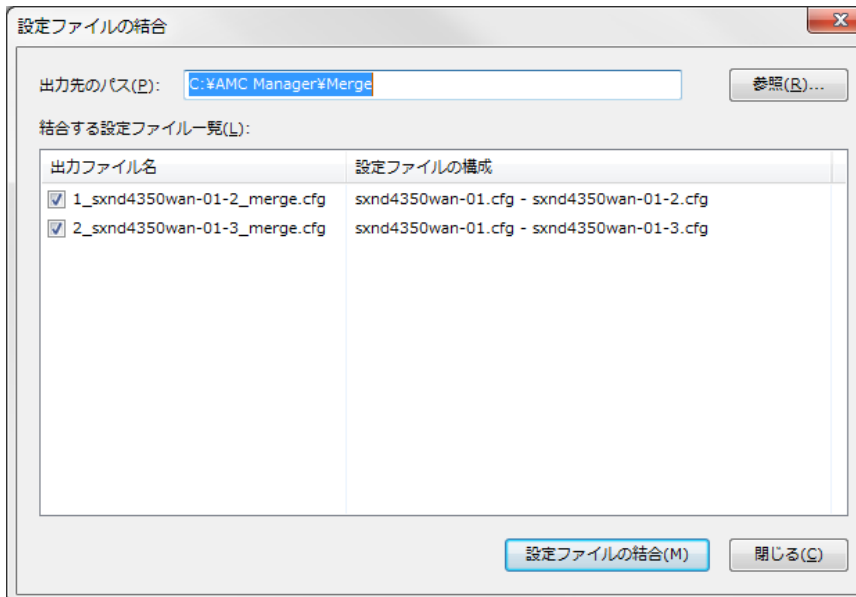 設定ファイルの結合
出力先のパス(P): C:¥AMC Manager¥Merge 参照(R)...
結合する設定ファイル一覧(L):
出力ファイル名 設定ファイルの構成
1_sxnd4350wan-01-2_merge.cfg sxnd4350wan-01.cfg - sxnd4350wan-01-2.cfg
2_sxnd4350wan-01-3_merge.cfg sxnd4350wan-01.cfg - sxnd4350wan-01-3.cfg
設定ファイルの結合(M) 閉じる(C)